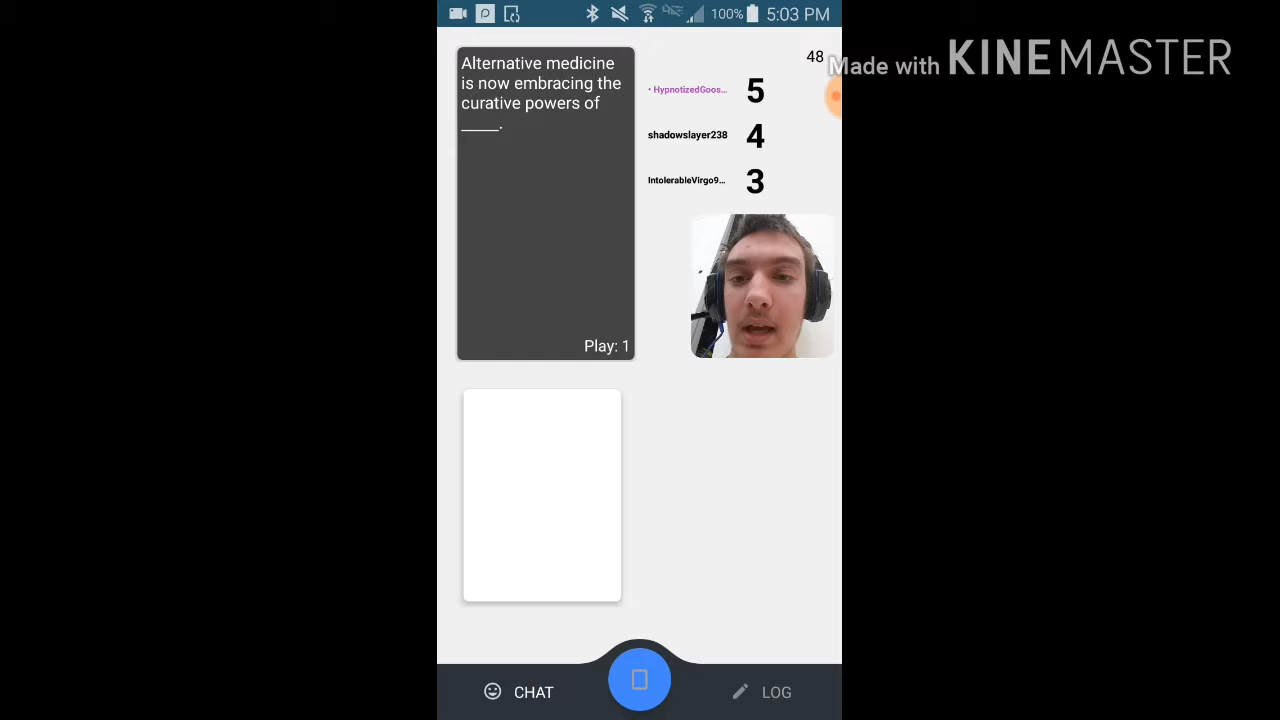 100% 5:03 PM
Alternative medicine
is now embracing the
curative powers of
_____.
Play: 1
48
• HypnotizedGoos... 5
shadowslayer238 4
IntolerableVirgo9... 3
Made with KINEMASTER
CHAT
LOG